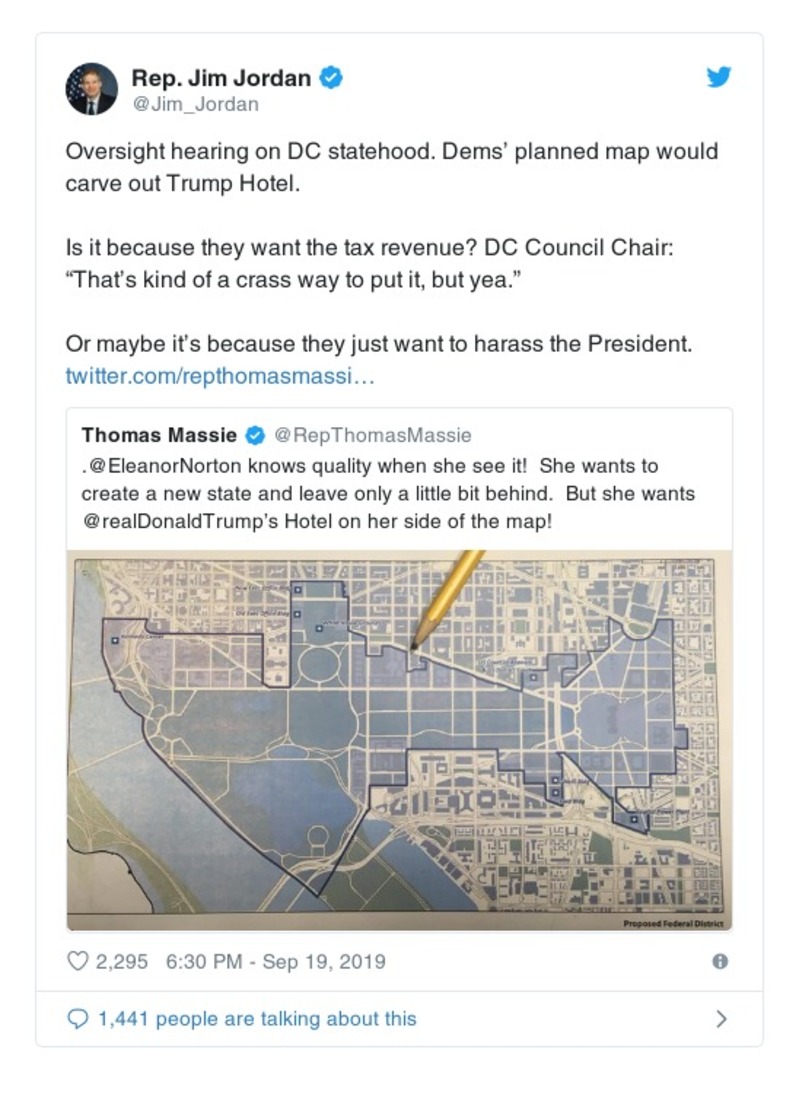 Rep. Jim Jordan
@Jim_Jordan
Oversight hearing on DC statehood. Dems’ planned map would
carve out Trump Hotel.
Is it because they want the tax revenue? DC Council Chair:
“That’s kind of a crass way to put it, but yea.”
Or maybe it’s because they just want to harass the President.
twitter.com/repthomasmassi…
Thomas Massie @RepThomasMassie
.@EleanorNorton knows quality when she see it! She wants to
create a new state and leave only a little bit behind. But she wants
@realDonaldTrump’s Hotel on her side of the map!
Kennedy Center
Proposed Federal District
2,295 6:30 PM - Sep 19, 2019
1,441 people are talking about this